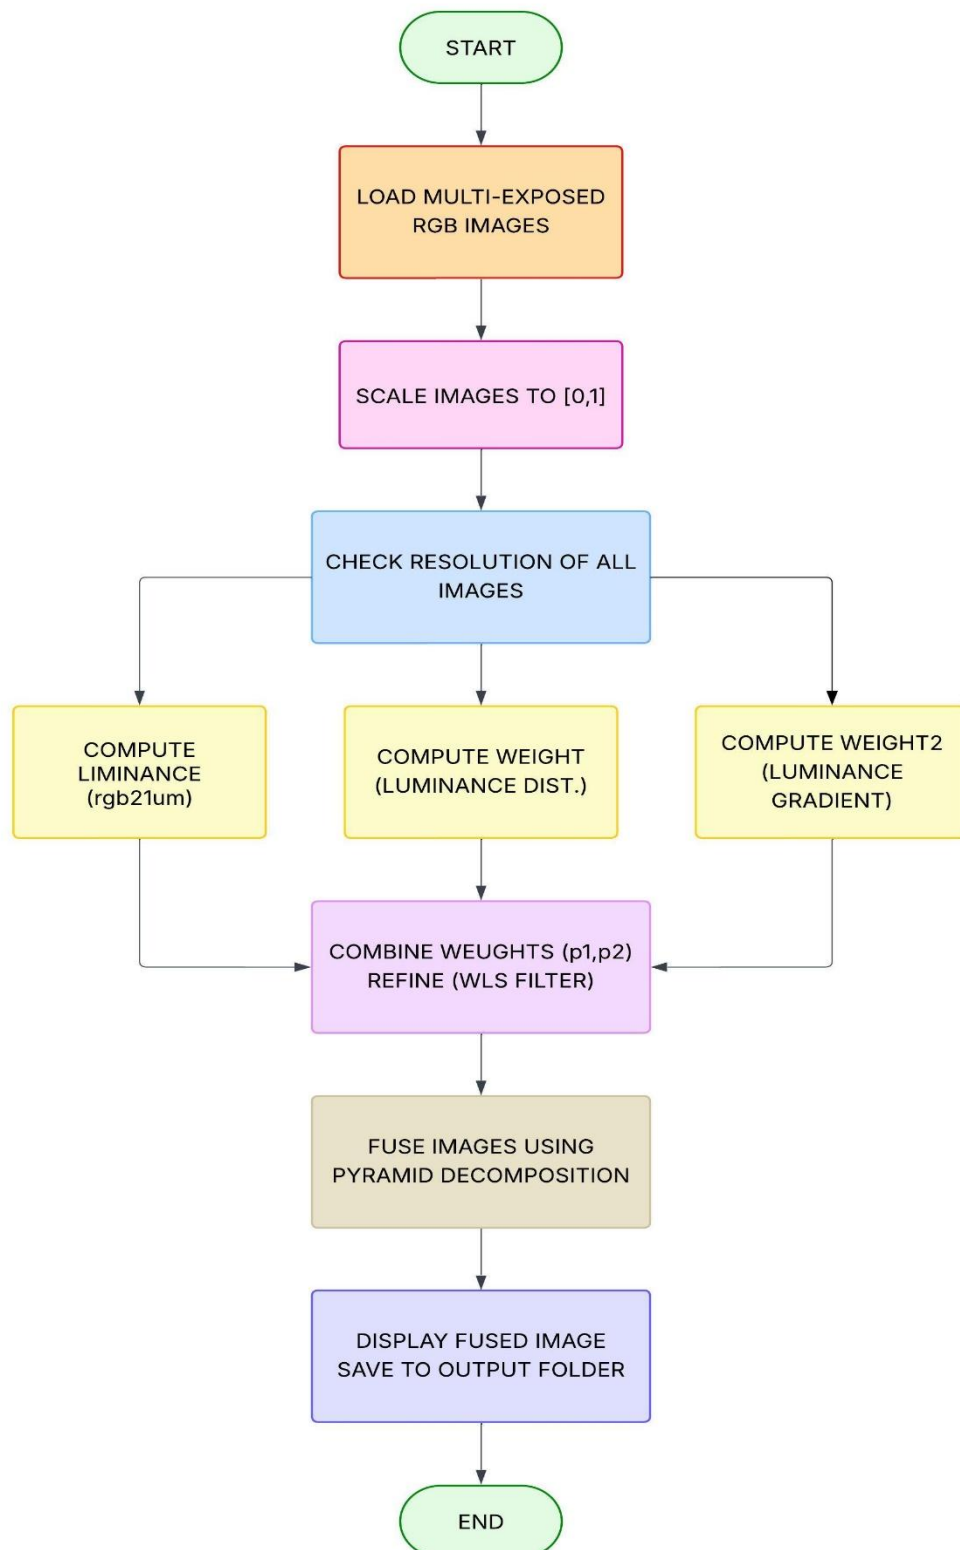 START
LOAD MULTI-EXPOSED
RGB IMAGES
SCALE IMAGES TO [0,1]
CHECK RESOLUTION OF ALL
IMAGES
COMPUTE
LIMINANCE
(rgb21um)
COMPUTE WEIGHT
(LUMINANCE DIST.)
COMPUTE WEIGHT2
(LUMINANCE
GRADIENT)
COMBINE WEUGHTS (p1,p2)
REFINE (WLS FILTER)
FUSE IMAGES USING
PYRAMID DECOMPOSITION
DISPLAY FUSED IMAGE
SAVE TO OUTPUT FOLDER
END